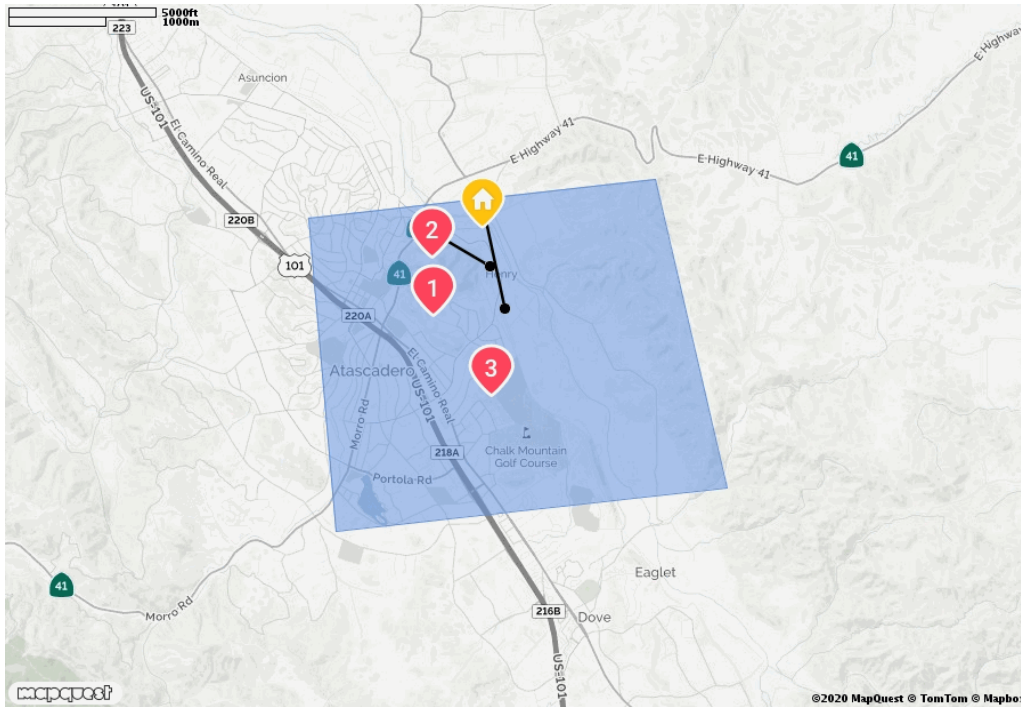 5000ft
1000m
223
Asuncion
US-101
El Camino Real
E Highway 41
E Highway 41
E Highway 41
41
220B
2
101
41
Henry
1
220A
Atascadero
El Camino Real
US-101
3
Morro Rd
218A
Chalk Mountain
Golf Course
Portola Rd
41
Morro Rd
Eaglet
216B
Dove
US-101
mapquest
©2020 MapQuest © TomTom © Mapbo